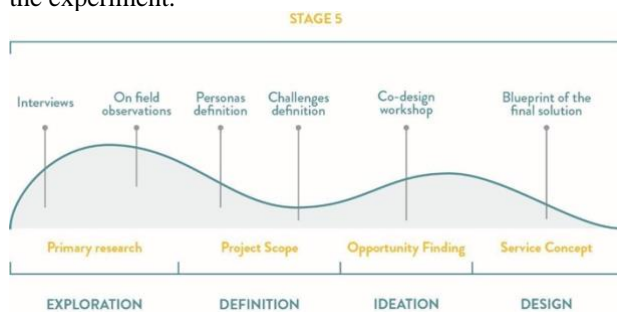 the experiment.
STAGE 5
Interviews
On field
observations
Personas
definition
Challenges
definition
Co-design
workshop
Blueprint of the
final solution
Primary research
Project Scope
Opportunity Finding
Service Concept
EXPLORATION
DEFINITION
IDEATION
DESIGN